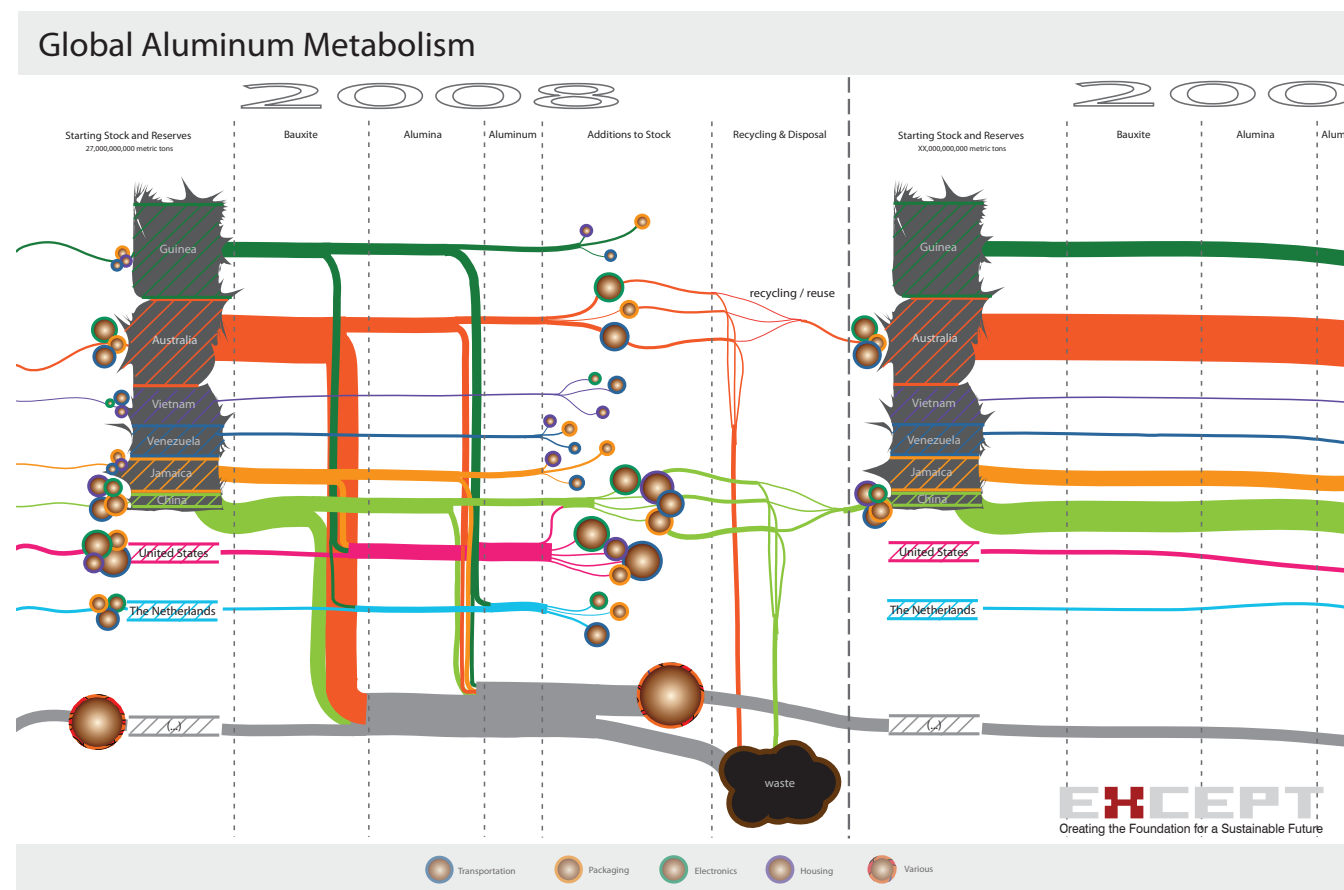 Global Aluminum Metabolism
2008
200
Starting Stock and Reserves
27,000,000,000 metric tons
Bauxite
Alumina
Aluminum
Additions to Stock
Recycling & Disposal
Starting Stock and Reserves
XX,000,000,000 metric tons
Bauxite
Alumina
Alum
Guinea
Australia
Vietnam
Venezuela
Jamaica
China
United States
The Netherlands
(...)
recycling / reuse
waste
Guinea
Australia
Vietnam
Venezuela
Jamaica
China
United States
The Netherlands
(...)
EXCEPT
Creating the Foundation for a Sustainable Future
Transportation
Packaging
Electronics
Housing
Various